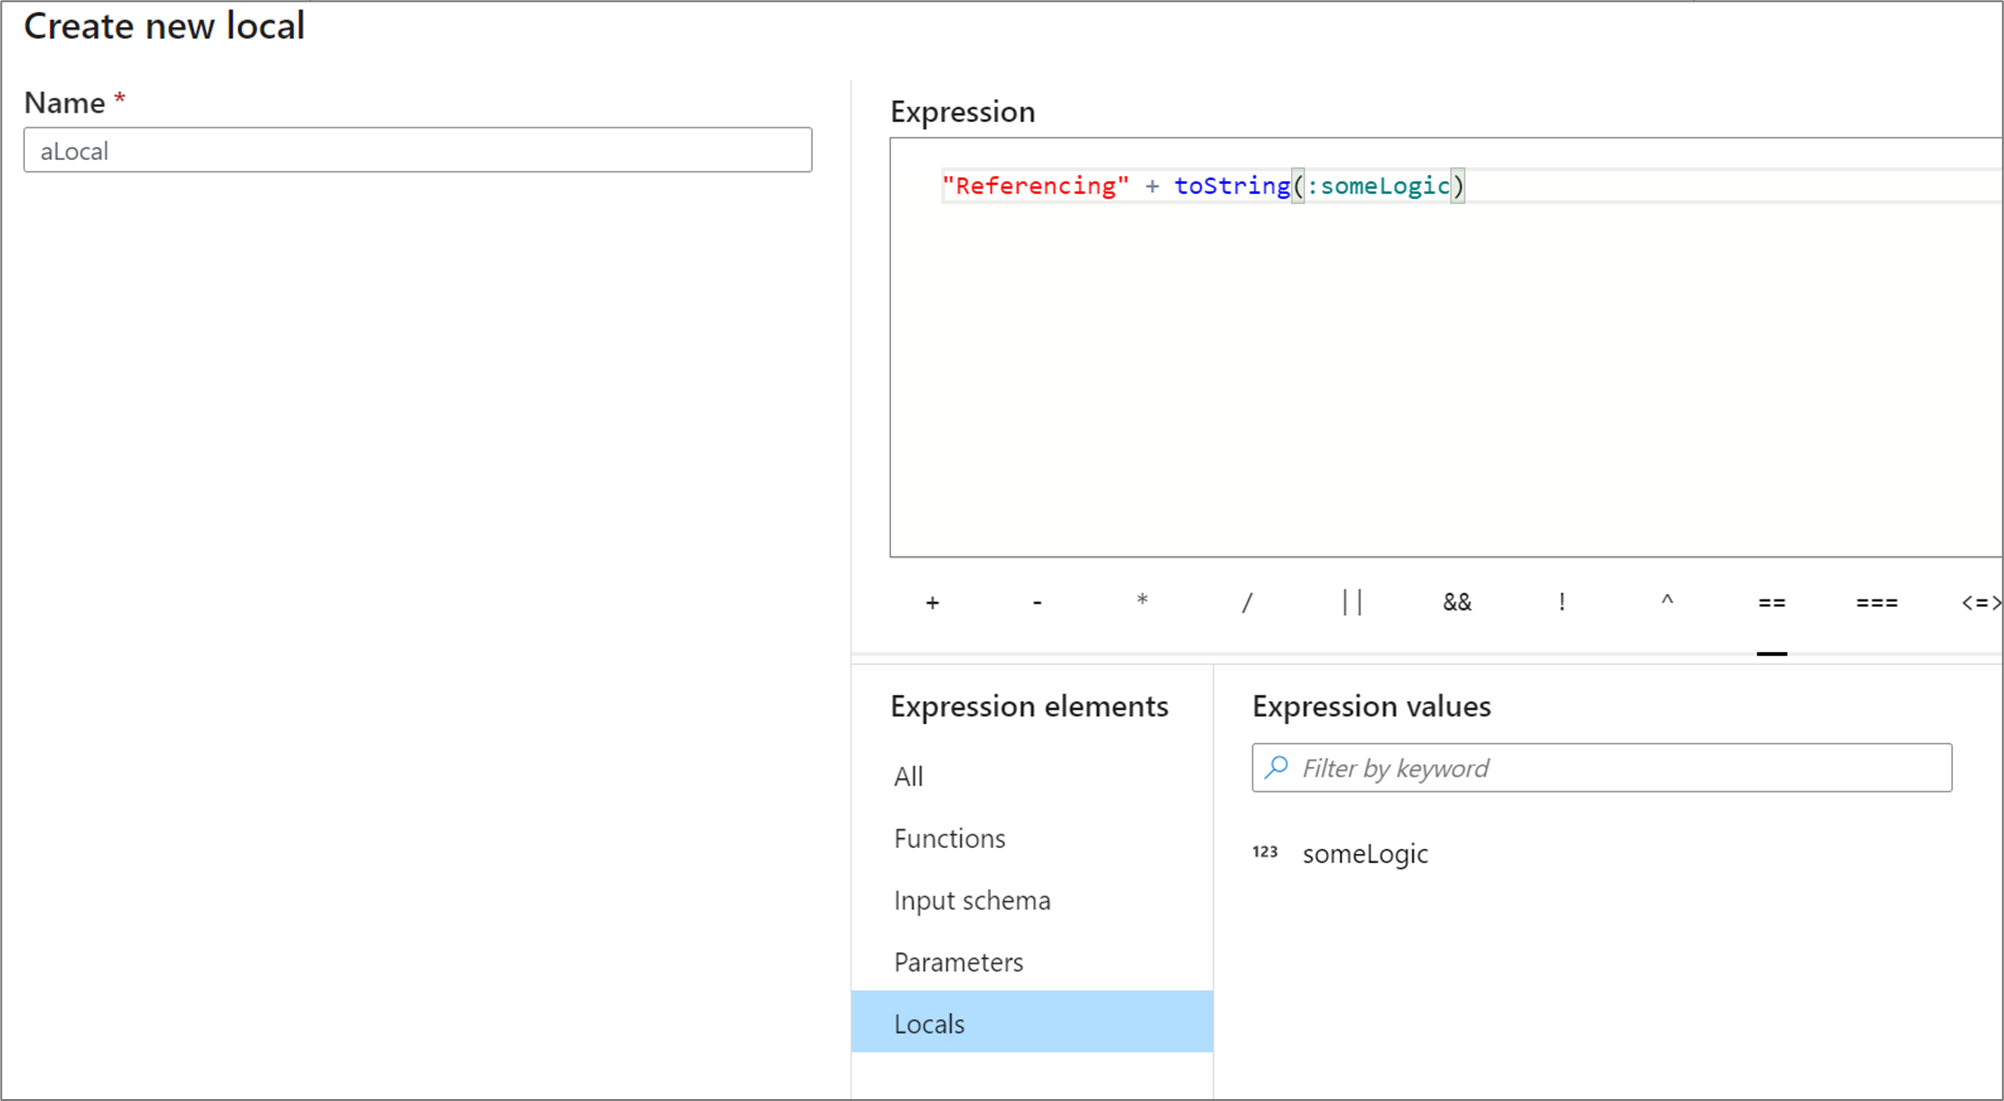 Create new local
Name *
aLocal
Expression
"Referencing" + toString(:someLogic)
+ - * / || && ! ^ == === <=>
Expression elements
All
Functions
Input schema
Parameters
Locals
Expression values
Filter by keyword
123 someLogic